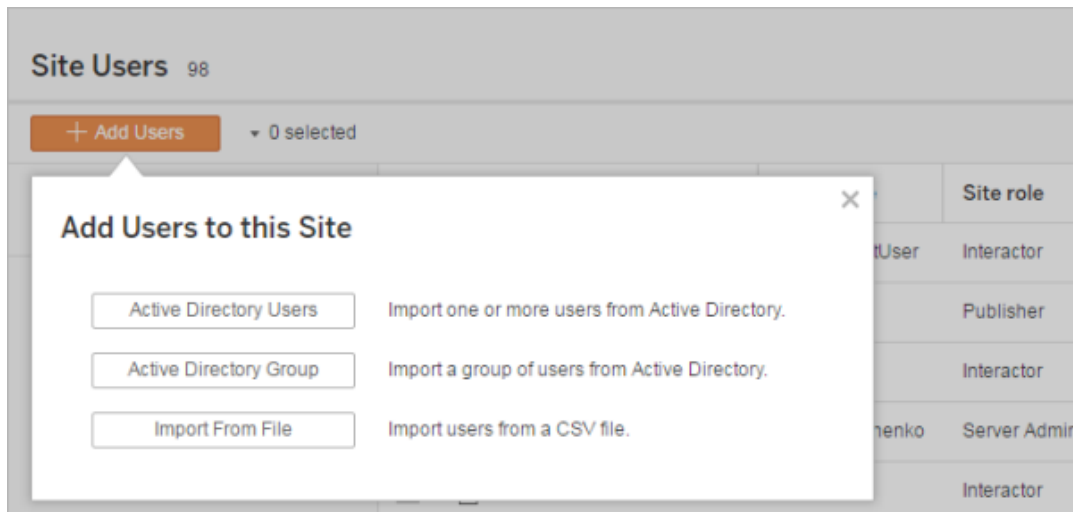 Site Users 98
+ Add Users 0 selected
Add Users to this Site
Active Directory Users Import one or more users from Active Directory.
Active Directory Group Import a group of users from Active Directory.
Import From File Import users from a CSV file.
Site role
Interactor
Publisher
Interactor
Server Admin
Interactor